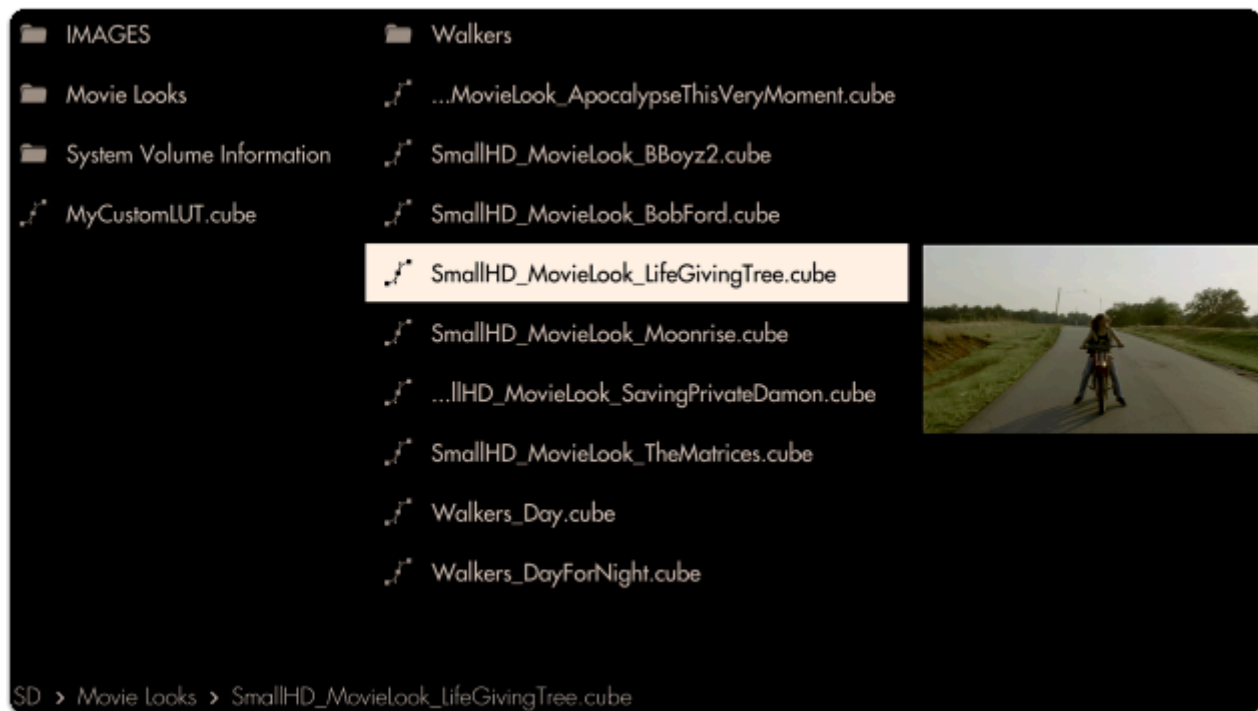 IMAGES
Movie Looks
System Volume Information
MyCustomLUT.cube
Walkers
...MovieLook_ApocalypseThisVeryMoment.cube
SmallHD_MovieLook_BBoyz2.cube
SmallHD_MovieLook_BobFord.cube
SmallHD_MovieLook_LifeGivingTree.cube
SmallHD_MovieLook_Moonrise.cube
...llHD_MovieLook_SavingPrivateDamon.cube
SmallHD_MovieLook_TheMatrices.cube
Walkers_Day.cube
Walkers_DayForNight.cube
SD > Movie Looks > SmallHD_MovieLook_LifeGivingTree.cube